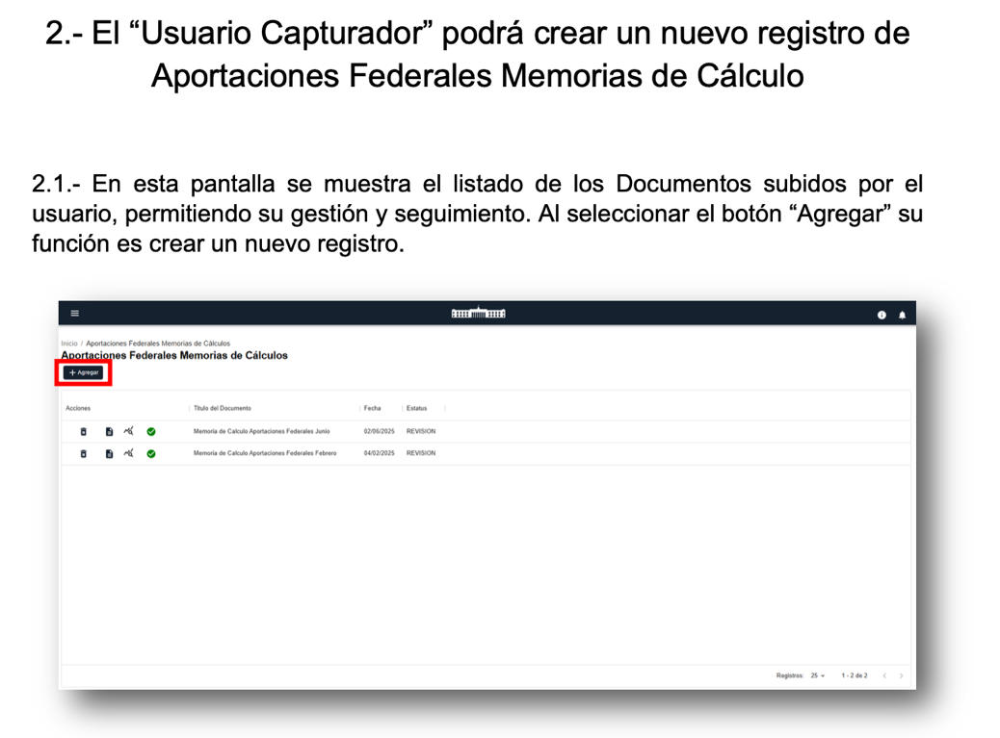 2.- El “Usuario Capturador” podrá crear un nuevo registro de
Aportaciones Federales Memorias de Cálculo
2.1.- En esta pantalla se muestra el listado de los Documentos subidos por el
usuario, permitiendo su gestión y seguimiento. Al seleccionar el botón “Agregar” su
función es crear un nuevo registro.
Inicio / Aportaciones Federales Memorias de Cálculos
Aportaciones Federales Memorias de Cálculos
+ Agregar
Acciones Titulo del Documento Fecha Estatus
Memoria de Calculo Aportaciones Federales Junio 02/06/2025 REVISION
Memoria de Calculo Aportaciones Federales Febrero 04/02/2025 REVISION
Registros: 25 1 - 2 de 2